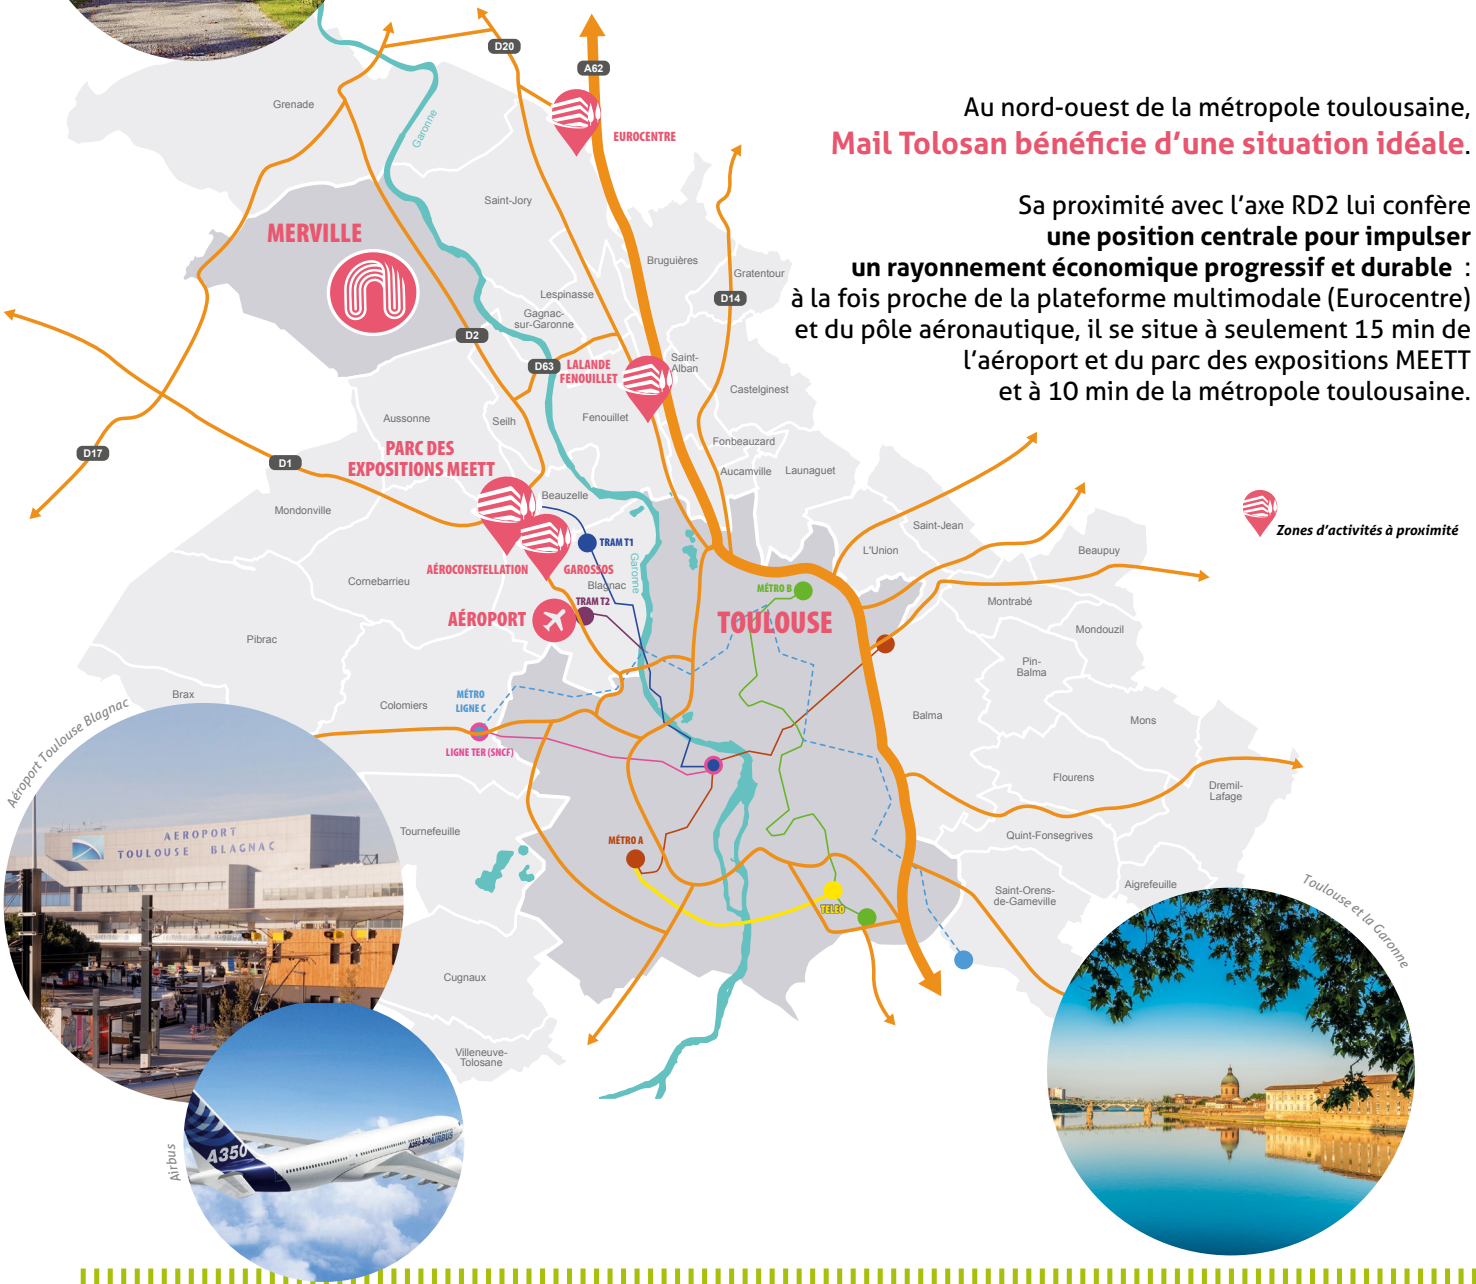 Au nord-ouest de la métropole toulousaine,
Mail Tolosan bénéficie d'une situation idéale.
Sa proximité avec l'axe RD2 lui confère
une position centrale pour impulser
un rayonnement économique progressif et durable :
à la fois proche de la plateforme multimodale (Eurocentre)
et du pôle aéronautique, il se situe à seulement 15 min de
l'aéroport et du parc des expositions MEETT
et à 10 min de la métropole toulousaine.
Zones d'activités à proximité
D20
A62
Grenade
Garonne
EUROCENTRE
Saint-Jory
MERVILLE
Bruguières
Gratentour
Lespinasse
D14
Gagnac-
sur-Garonne
D2
D63
LALANDE
FENOUILLET
Saint-
Alban
Castelginest
Aussonne
Seilh
Fenouillet
PARC DES
EXPOSITIONS MEETT
D17
D1
Fonbeauzard
Aucamville
Launaguet
Beauzelle
Mondonville
Saint-Jean
TRAM T1
L'Union
Beaupuy
Garonne
AÉROCONSTELLATION
GAROSSOS
Cornebarrieu
Blagnac
MÉTRO B
TRAM T2
Montrabé
AÉROPORT
TOULOUSE
Mondouzil
Pibrac
Pin-
Balma
Brax
MÉTRO
LIGNE C
Colomiers
Balma
Mons
LIGNE TER (SNCF)
Flourens
Dremil-
Lafage
Tournefeuille
MÉTRO A
Quint-Fonsegrives
Saint-Orens-
de-Gameville
Aigrefeuille
TELEO
Cugnaux
Villeneuve-
Tolosane
Aéroport Toulouse Blagnac
AEROPORT
TOULOUSE BLAGNAC
Airbus
A350
A350-800 AIRBUS
Toulouse et la Garonne